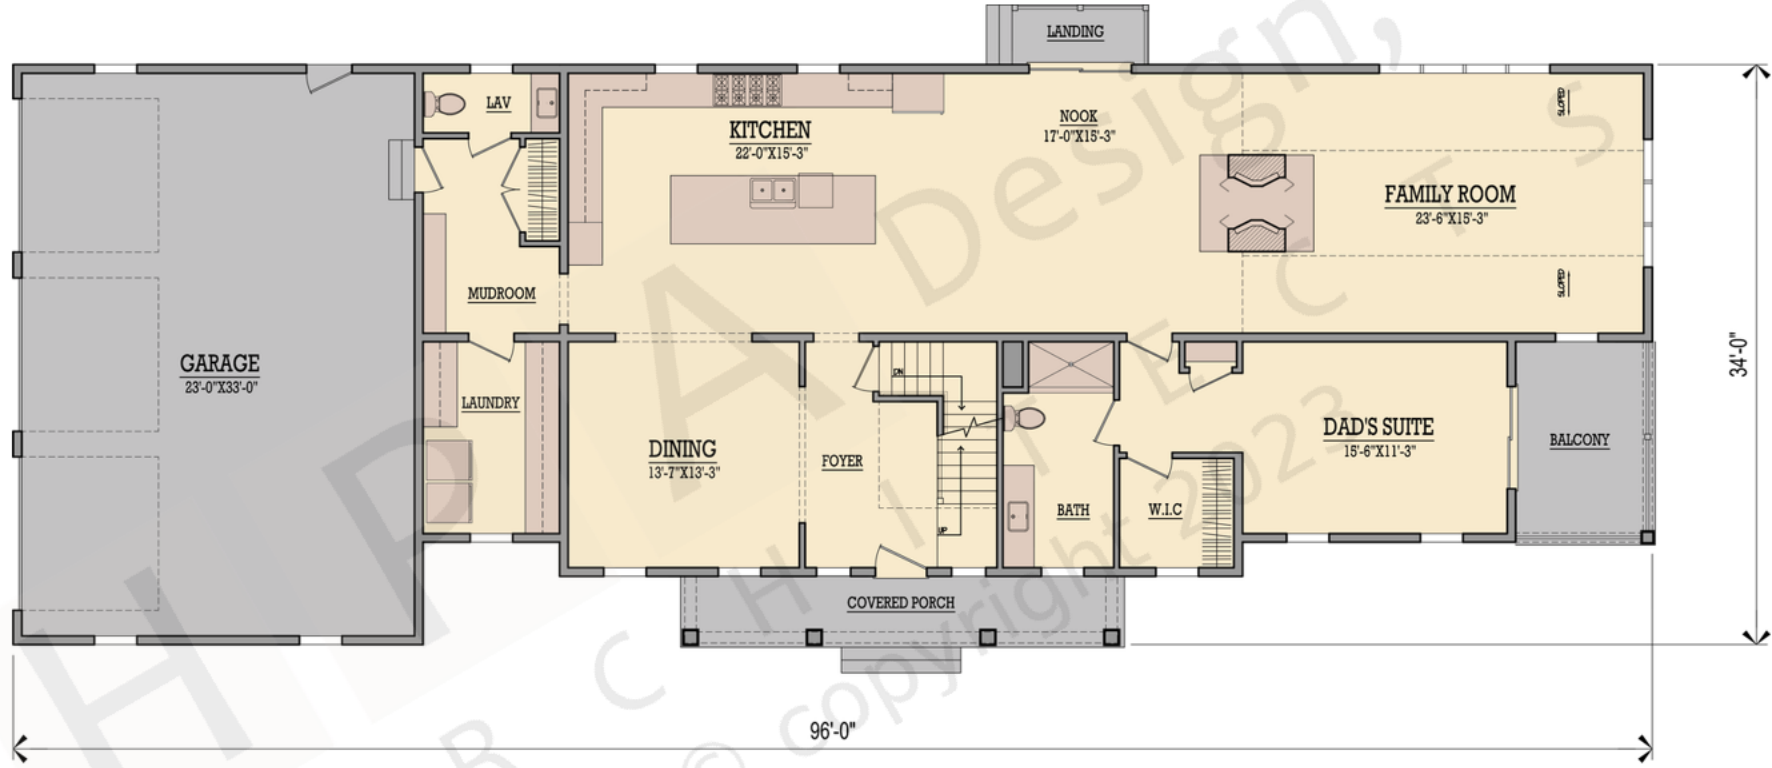 LANDING
LAV
KITCHEN
22'-0"X15'-3"
NOOK
17'-0"X15'-3"
SLOPED
FAMILY ROOM
23'-6"X15'-3"
SLOPED
MUDROOM
GARAGE
23'-0"X33'-0"
LAUNDRY
DINING
13'-7"X13'-3"
FOYER
DN
UP
BATH
W.I.C
DAD'S SUITE
15'-6"X11'-3"
BALCONY
COVERED PORCH
34'-0"
96'-0"
HPA Design,
R C H I T E C T S
© copyright 2023